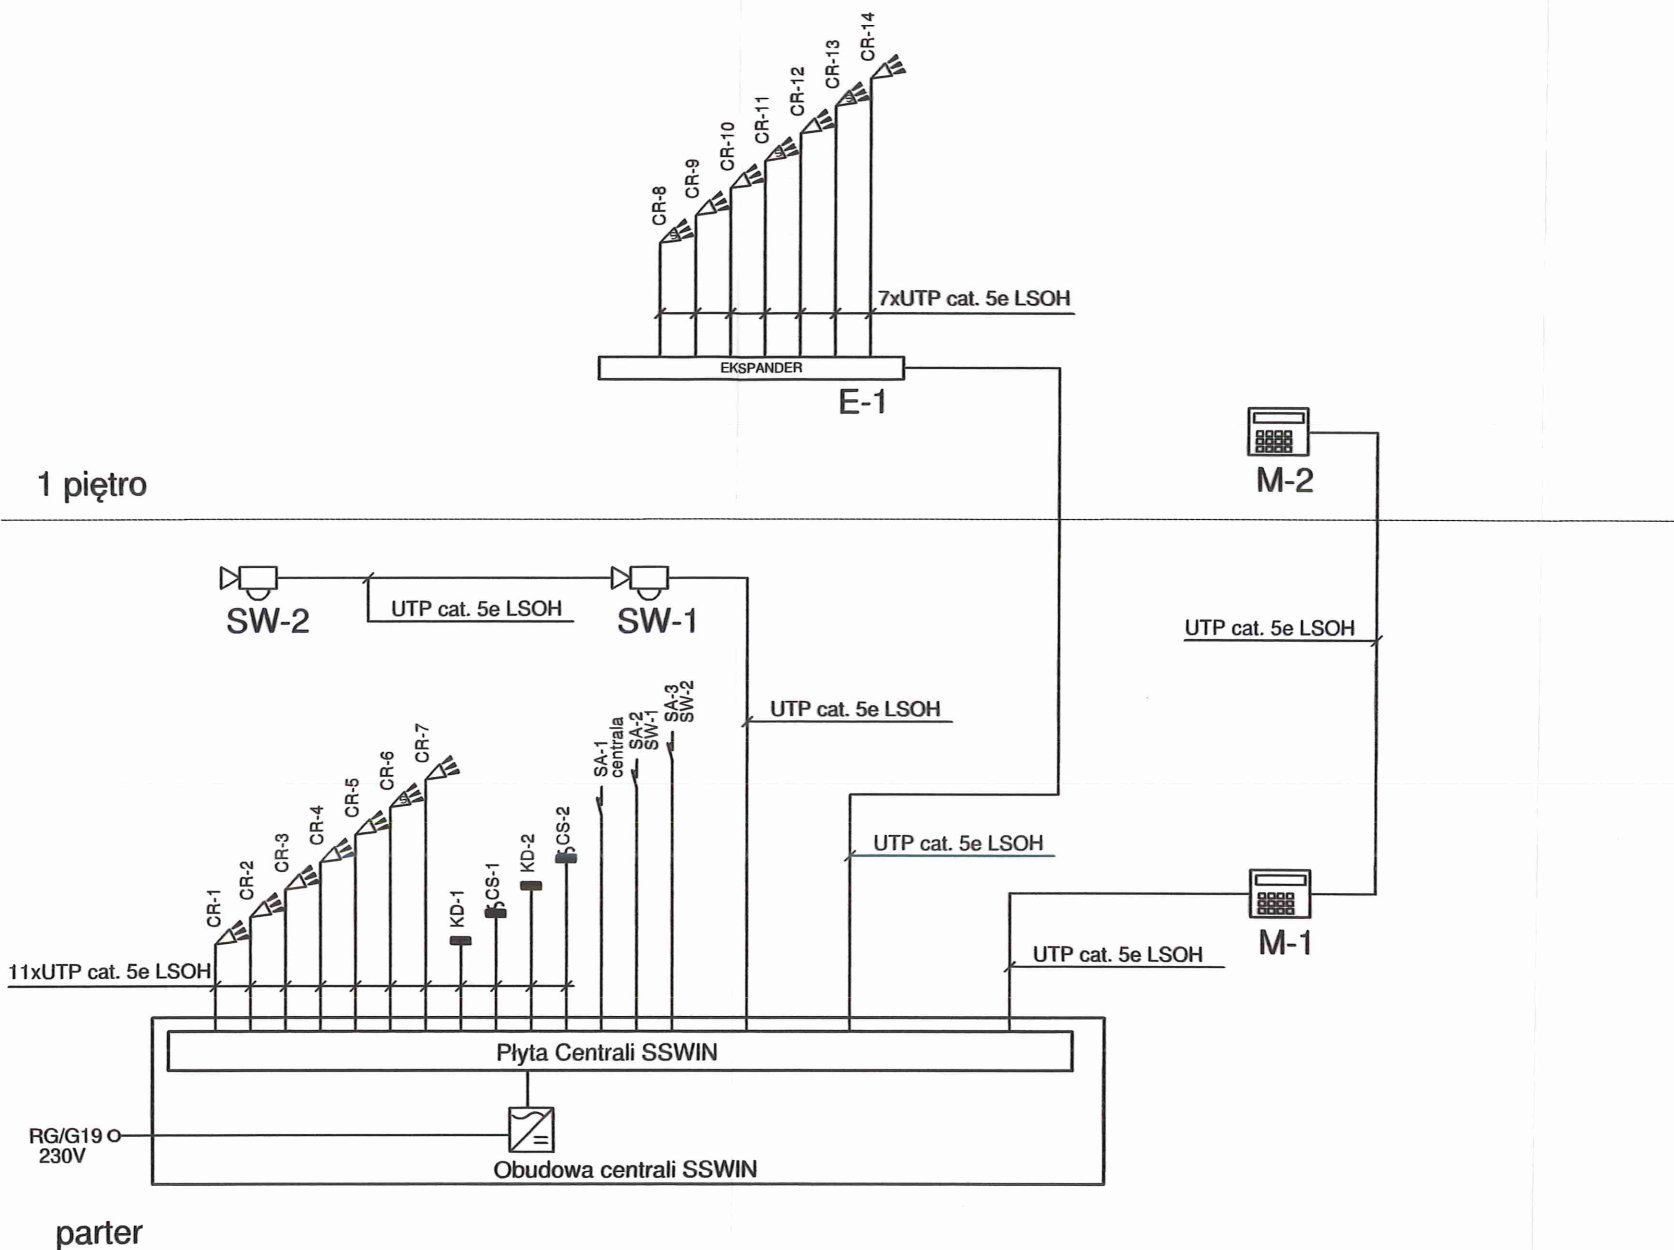 CR-14
CR-13
CR-12
CR-11
CR-10
CR-9
CR-8
7xUTP cat. 5e LSOH
EKSPANDER
E-1
M-2
1 piętro
SW-2
UTP cat. 5e LSOH
SW-1
UTP cat. 5e LSOH
UTP cat. 5e LSOH
SA-3
SW-2
SA-2
SW-1
SA-1
centrala
CR-7
CR-6
CR-5
CR-4
CR-3
CR-2
CR-1
KD-1
CS-1
KD-2
CS-2
UTP cat. 5e LSOH
M-1
UTP cat. 5e LSOH
11xUTP cat. 5e LSOH
Płyta Centrali SSWIN
RG/G19
230V
Obudowa centrali SSWIN
parter